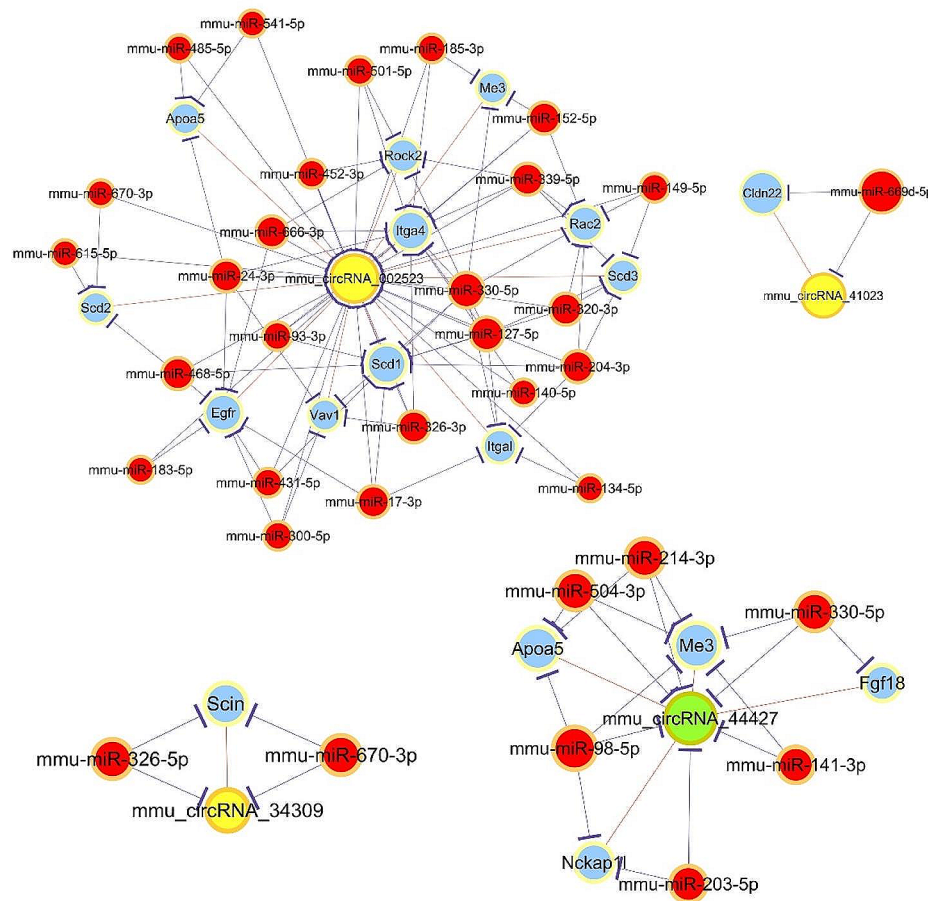 mmu-miR-541-5p
mmu-miR-485-5p
mmu-miR-185-3p
mmu-miR-501-5p
Me3
Apoa5
mmu-miR-152-5p
Rock2
mmu-miR-452-3p
mmu-miR-339-5p
mmu-miR-149-5p
mmu-miR-670-3p
Cldn22
mmu-miR-669d-5p
mmu-miR-666-3p
Itga4
Rac2
mmu-miR-615-5p
mmu-miR-24-3p
mmu_circRNA_002523
Scd3
mmu-miR-330-5p
mmu_circRNA_41023
Scd2
mmu-miR-320-3p
mmu-miR-93-3p
mmu-miR-127-5p
Scd1
mmu-miR-204-3p
mmu-miR-468-5p
mmu-miR-140-5p
Egfr
Vav1
mmu-miR-326-3p
Itgal
mmu-miR-183-5p
mmu-miR-431-5p
mmu-miR-134-5p
mmu-miR-17-3p
mmu-miR-300-5p
mmu-miR-214-3p
mmu-miR-504-3p
mmu-miR-330-5p
Apoa5
Me3
Fgf18
Scin
mmu_circRNA_44427
mmu-miR-326-5p
mmu-miR-670-3p
mmu-miR-98-5p
mmu-miR-141-3p
mmu_circRNA_34309
Nckap1l
mmu-miR-203-5p